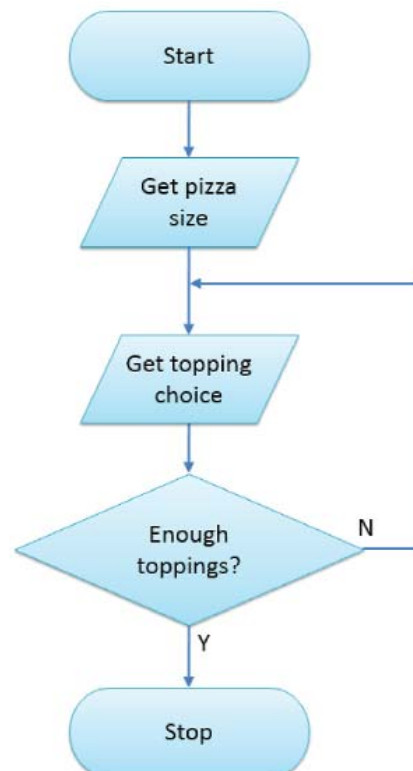 Start
Get pizza
size
Get topping
choice
Enough
toppings?
N
Y
Stop